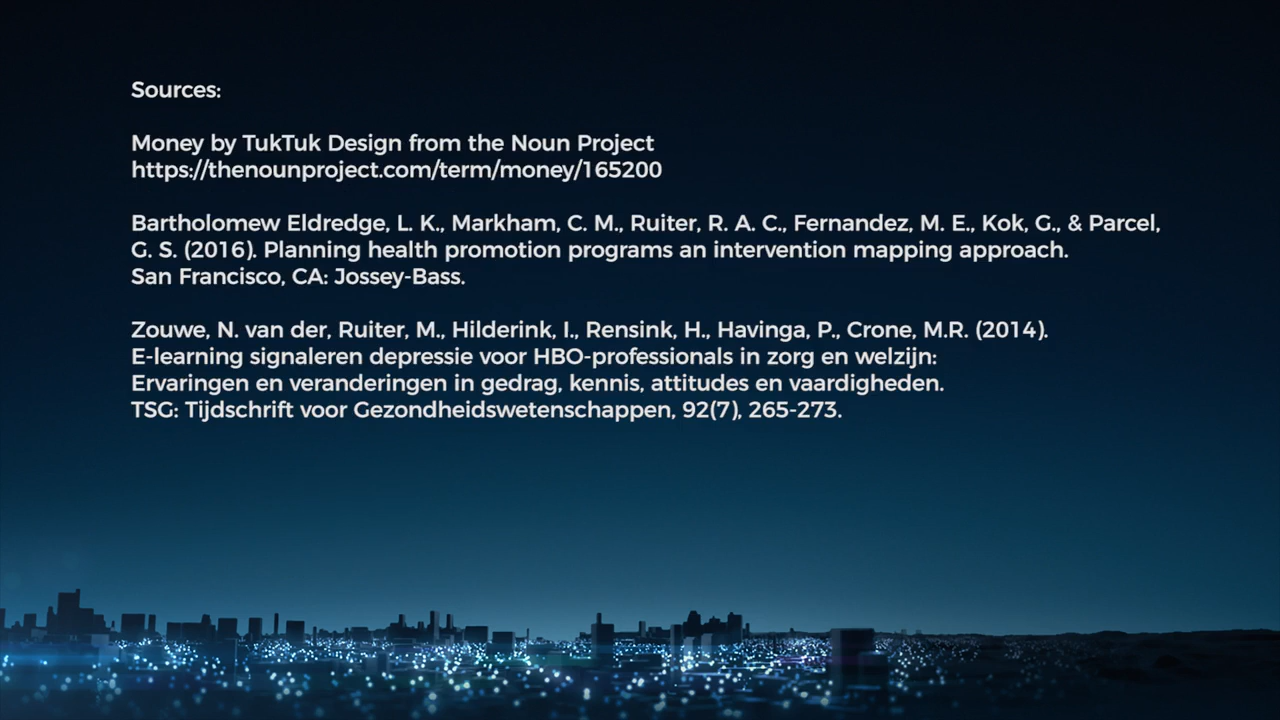 Sources:
Money by TukTuk Design from the Noun Project
https://thenounproject.com/term/money/165200
Bartholomew Eldredge, L. K., Markham, C. M., Ruiter, R. A. C., Fernandez, M. E., Kok, G., & Parcel,
G. S. (2016). Planning health promotion programs an intervention mapping approach.
San Francisco, CA: Jossey-Bass.
Zouwe, N. van der, Ruiter, M., Hilderink, I., Rensink, H., Havinga, P., Crone, M.R. (2014).
E-learning signaleren depressie voor HBO-professionals in zorg en welzijn:
Ervaringen en veranderingen in gedrag, kennis, attitudes en vaardigheden.
TSG: Tijdschrift voor Gezondheidswetenschappen, 92(7), 265-273.